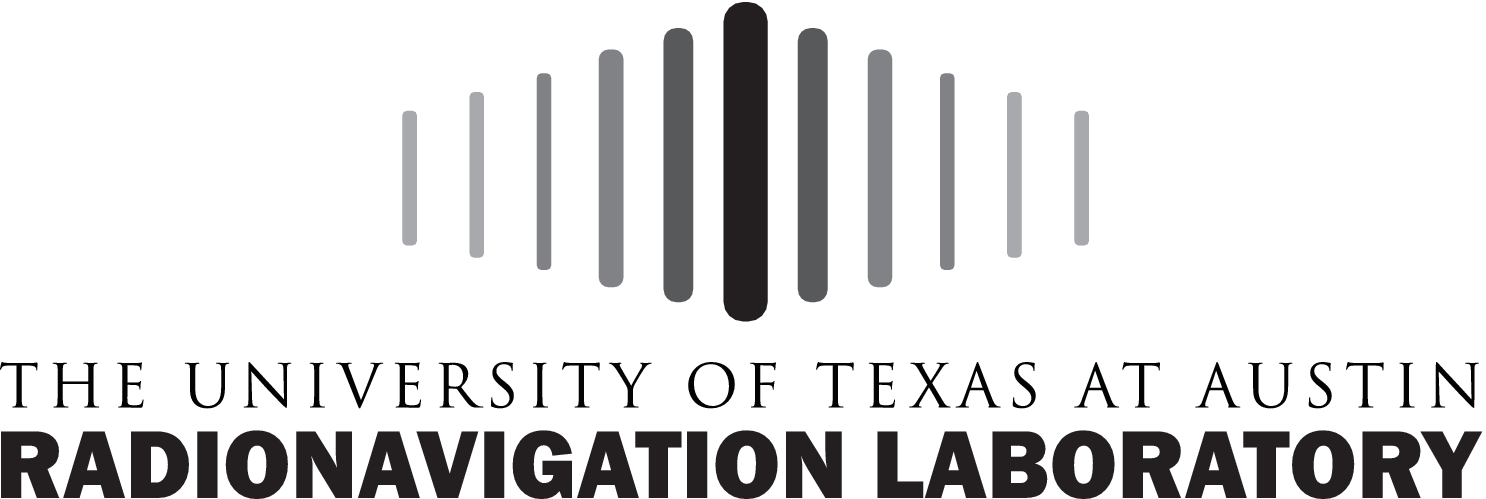 THE UNIVERSITY OF TEXAS AT AUSTIN
RADIONAVIGATION LABORATORY